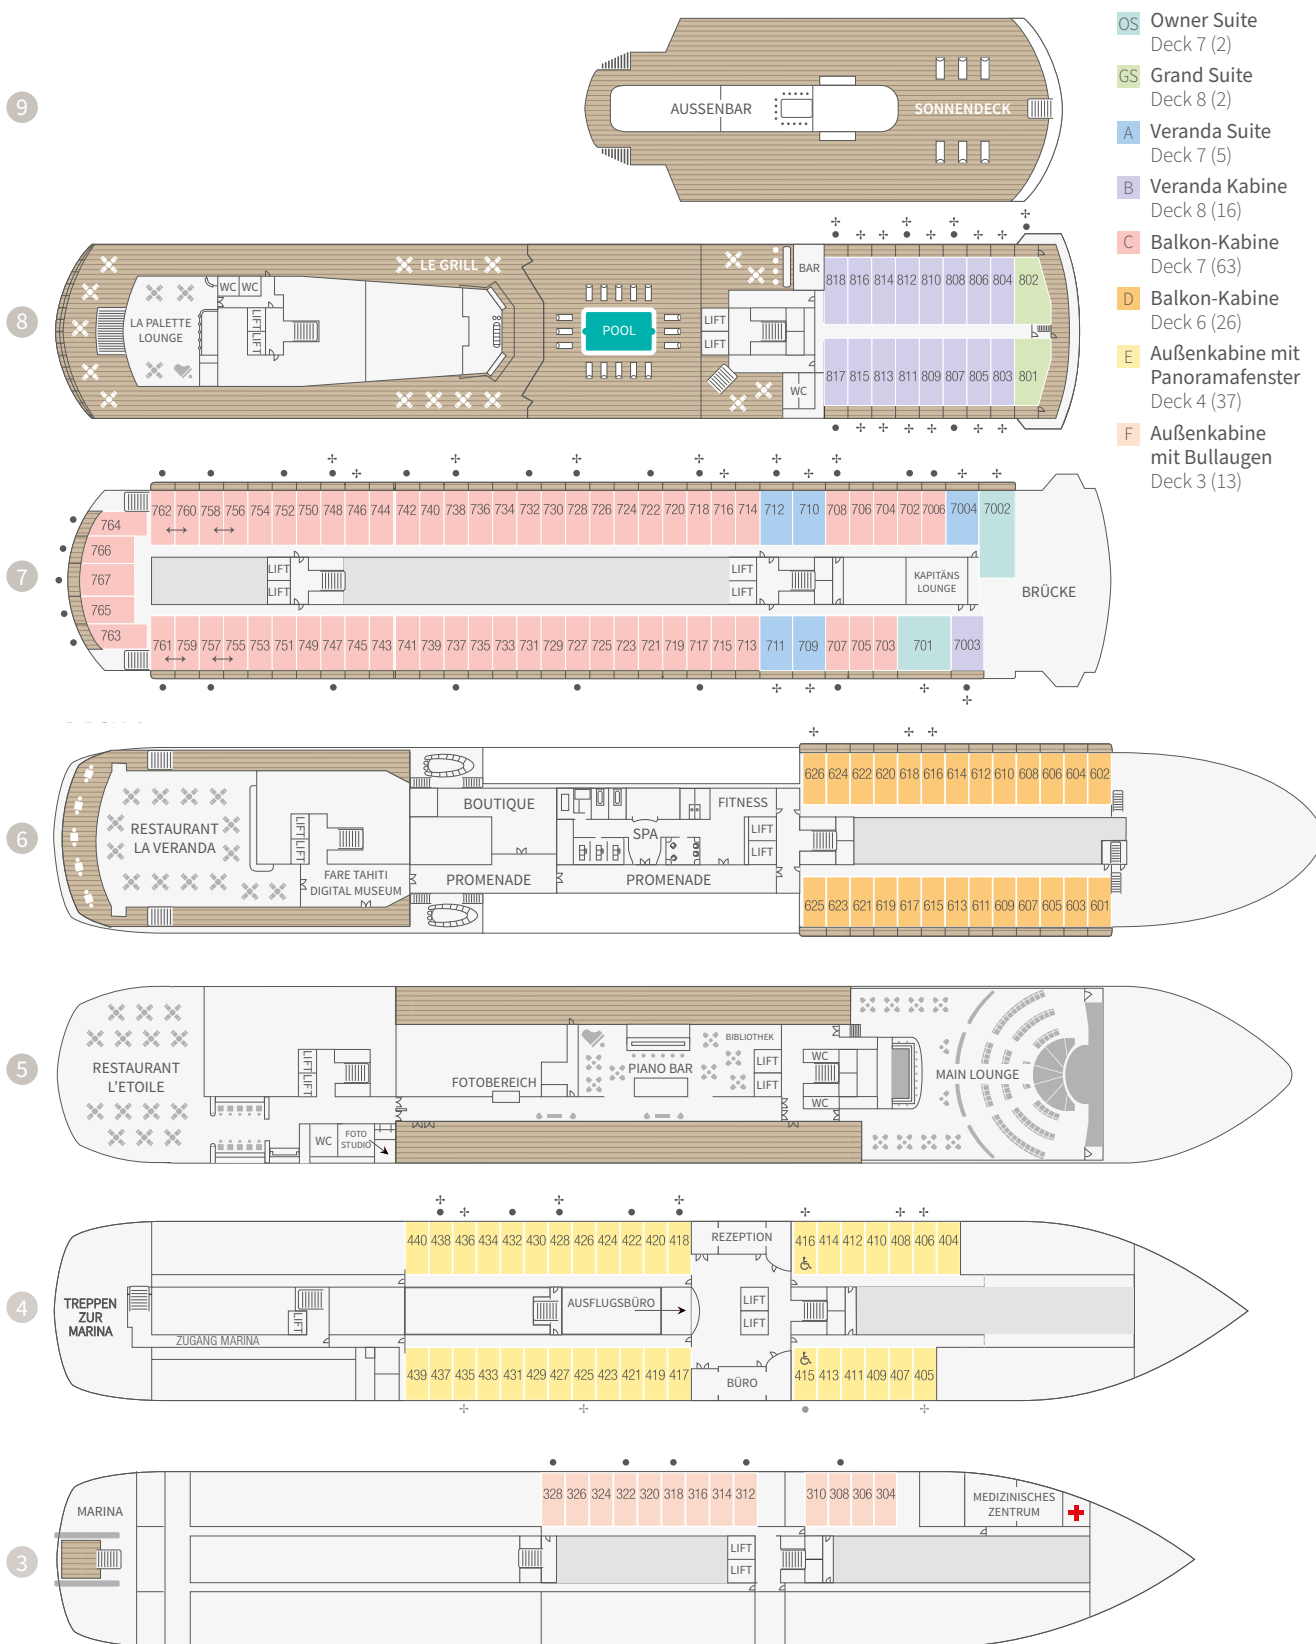 OS Owner Suite
Deck 7 (2)
GS Grand Suite
Deck 8 (2)
A Veranda Suite
Deck 7 (5)
B Veranda Kabine
Deck 8 (16)
C Balkon-Kabine
Deck 7 (63)
D Balkon-Kabine
Deck 6 (26)
E Außenkabine mit
Panoramafenster
Deck 4 (37)
F Außenkabine
mit Bullaugen
Deck 3 (13)
9
AUSSENBAR
SONNENDECK
8
LE GRILL
WC WC
LA PALETTE
LOUNGE
LIFT
LIFT
POOL
BAR
LIFT
LIFT
WC
818 816 814 812 810 808 806 804 802
817 815 813 811 809 807 805 803 801
7
762 760 758 756 754 752 750 748 746 744 742 740 738 736 734 732 730 728 726 724 722 720 718 716 714 712 710 708 706 704 702 7006 7004 7002
764
766
767
765
763
LIFT
LIFT
LIFT
LIFT
KAPITÄNS
LOUNGE
BRÜCKE
761 759 757 755 753 751 749 747 745 743 741 739 737 735 733 731 729 727 725 723 721 719 717 715 713 711 709 707 705 703 701 7003
6
626 624 622 620 618 616 614 612 610 608 606 604 602
RESTAURANT
LA VERANDA
LIFT
LIFT
FARE TAHITI
DIGITAL MUSEUM
BOUTIQUE
SPA
FITNESS
LIFT
LIFT
PROMENADE
PROMENADE
625 623 621 619 617 615 613 611 609 607 605 603 601
5
RESTAURANT
L'ETOILE
LIFT
LIFT
WC
FOTO
STUDIO
FOTOBEREICH
PIANO BAR
BIBLIOTHEK
LIFT
LIFT
WC
WC
MAIN LOUNGE
4
440 438 436 434 432 430 428 426 424 422 420 418
REZEPTION
416 414 412 410 408 406 404
TREPPEN
ZUR
MARINA
LIFT
ZUGANG MARINA
AUSFLUGSBÜRO
LIFT
LIFT
439 437 435 433 431 429 427 425 423 421 419 417
BÜRO
415 413 411 409 407 405
3
MARINA
328 326 324 322 320 318 316 314 312
310 308 306 304
MEDIZINISCHES
ZENTRUM
LIFT
LIFT